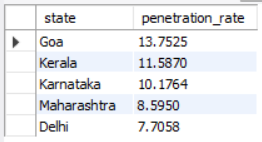 state penetration_rate
Goa 13.7525
Kerala 11.5870
Karnataka 10.1764
Maharashtra 8.5950
Delhi 7.7058